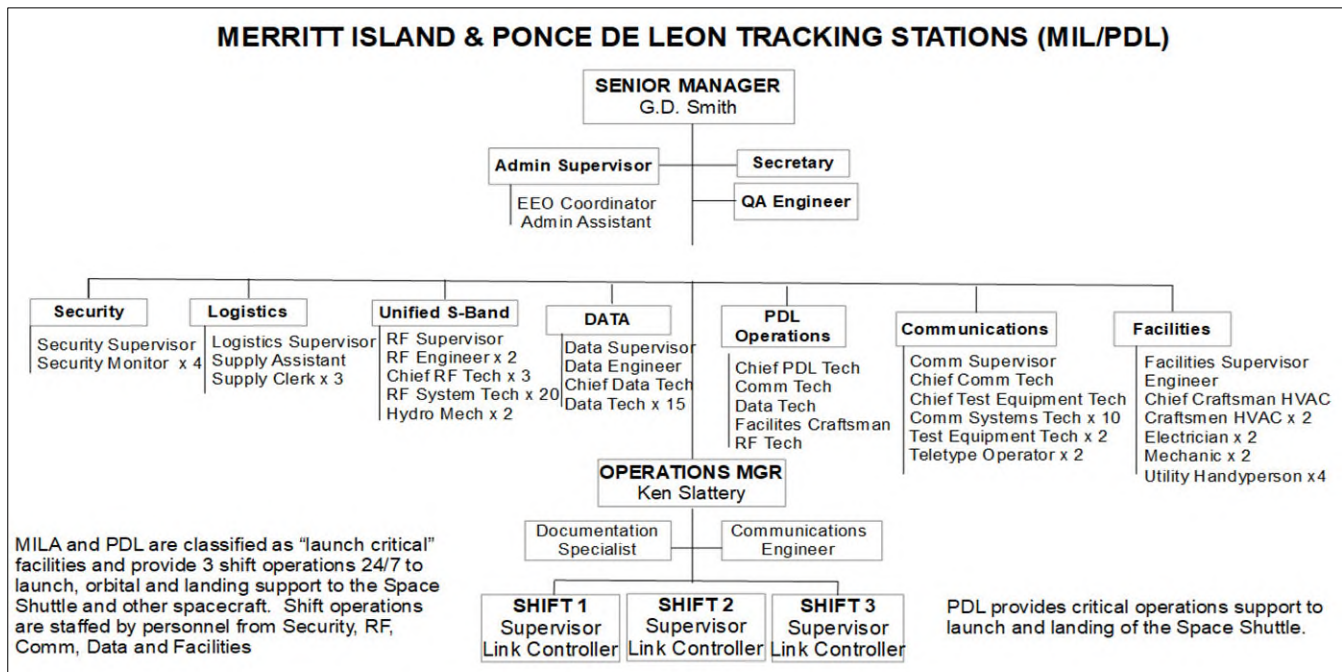 MERRITT ISLAND & PONCE DE LEON TRACKING STATIONS (MIL/PDL)
SENIOR MANAGER
G.D. Smith
Admin Supervisor
EEO Coordinator
Admin Assistant
Secretary
QA Engineer
Security
Security Supervisor
Security Monitor x 4
Logistics
Logistics Supervisor
Supply Assistant
Supply Clerk x 3
Unified S-Band
RF Supervisor
RF Engineer x 2
Chief RF Tech x 3
RF System Tech x 20
Hydro Mech x 2
DATA
Data Supervisor
Data Engineer
Chief Data Tech
Data Tech x 15
PDL
Operations
Chief PDL Tech
Comm Tech
Data Tech
Facilites Craftsman
RF Tech
Communications
Comm Supervisor
Chief Comm Tech
Chief Test Equipment Tech
Comm Systems Tech x 10
Test Equipment Tech x 2
Teletype Operator x 2
Facilities
Facilities Supervisor
Engineer
Chief Craftsman HVAC
Craftsmen HVAC x 2
Electrician x 2
Mechanic x 2
Utility Handyperson x4
OPERATIONS MGR
Ken Slattery
Documentation
Specialist
Communications
Engineer
SHIFT 1
Supervisor
Link Controller
SHIFT 2
Supervisor
Link Controller
SHIFT 3
Supervisor
Link Controller
MILA and PDL are classified as “launch critical”
facilities and provide 3 shift operations 24/7 to
launch, orbital and landing support to the Space
Shuttle and other spacecraft. Shift operations
are staffed by personnel from Security, RF,
Comm, Data and Facilities
PDL provides critical operations support to
launch and landing of the Space Shuttle.